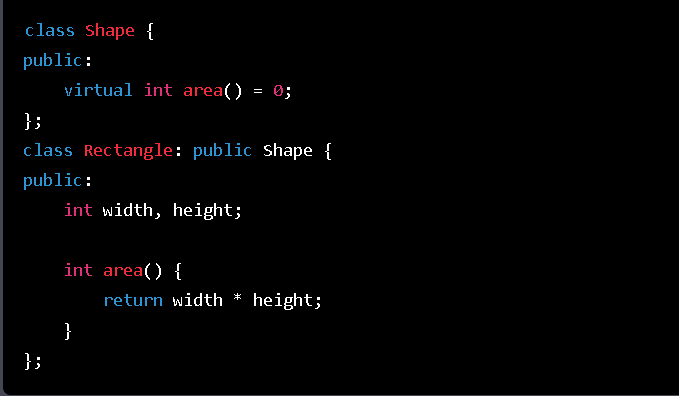 class Shape {
public:
    virtual int area() = 0;
};
class Rectangle: public Shape {
public:
    int width, height;

    int area() {
        return width * height;
    }
};